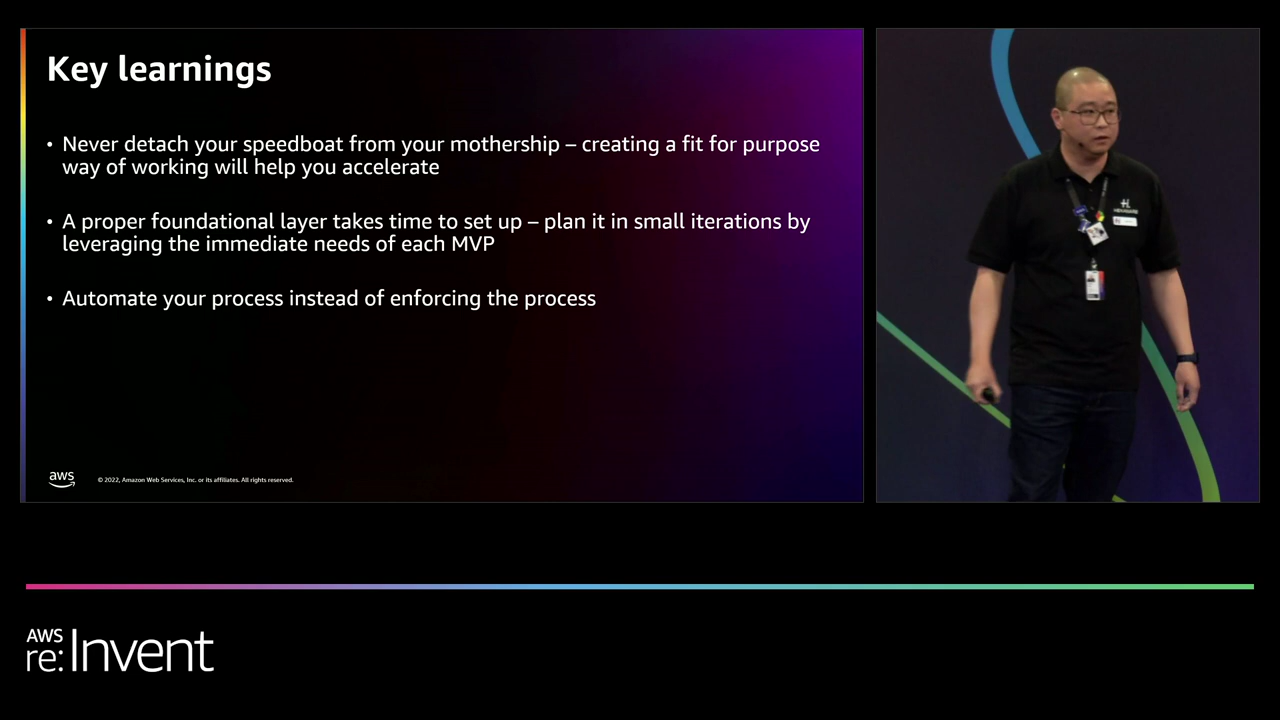 Key learnings
• Never detach your speedboat from your mothership – creating a fit for purpose
way of working will help you accelerate
• A proper foundational layer takes time to set up – plan it in small iterations by
leveraging the immediate needs of each MVP
• Automate your process instead of enforcing the process
aws
© 2022, Amazon Web Services, Inc. or its affiliates. All rights reserved.
AWS
re:Invent